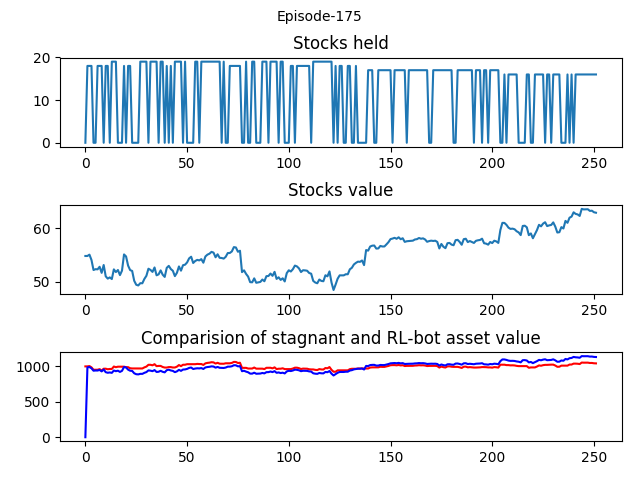 Episode-175
Stocks held
20
10
0
0 50 100 150 200 250
Stocks value
60
50
0 50 100 150 200 250
Comparision of stagnant and RL-bot asset value
1000
500
0
0 50 100 150 200 250